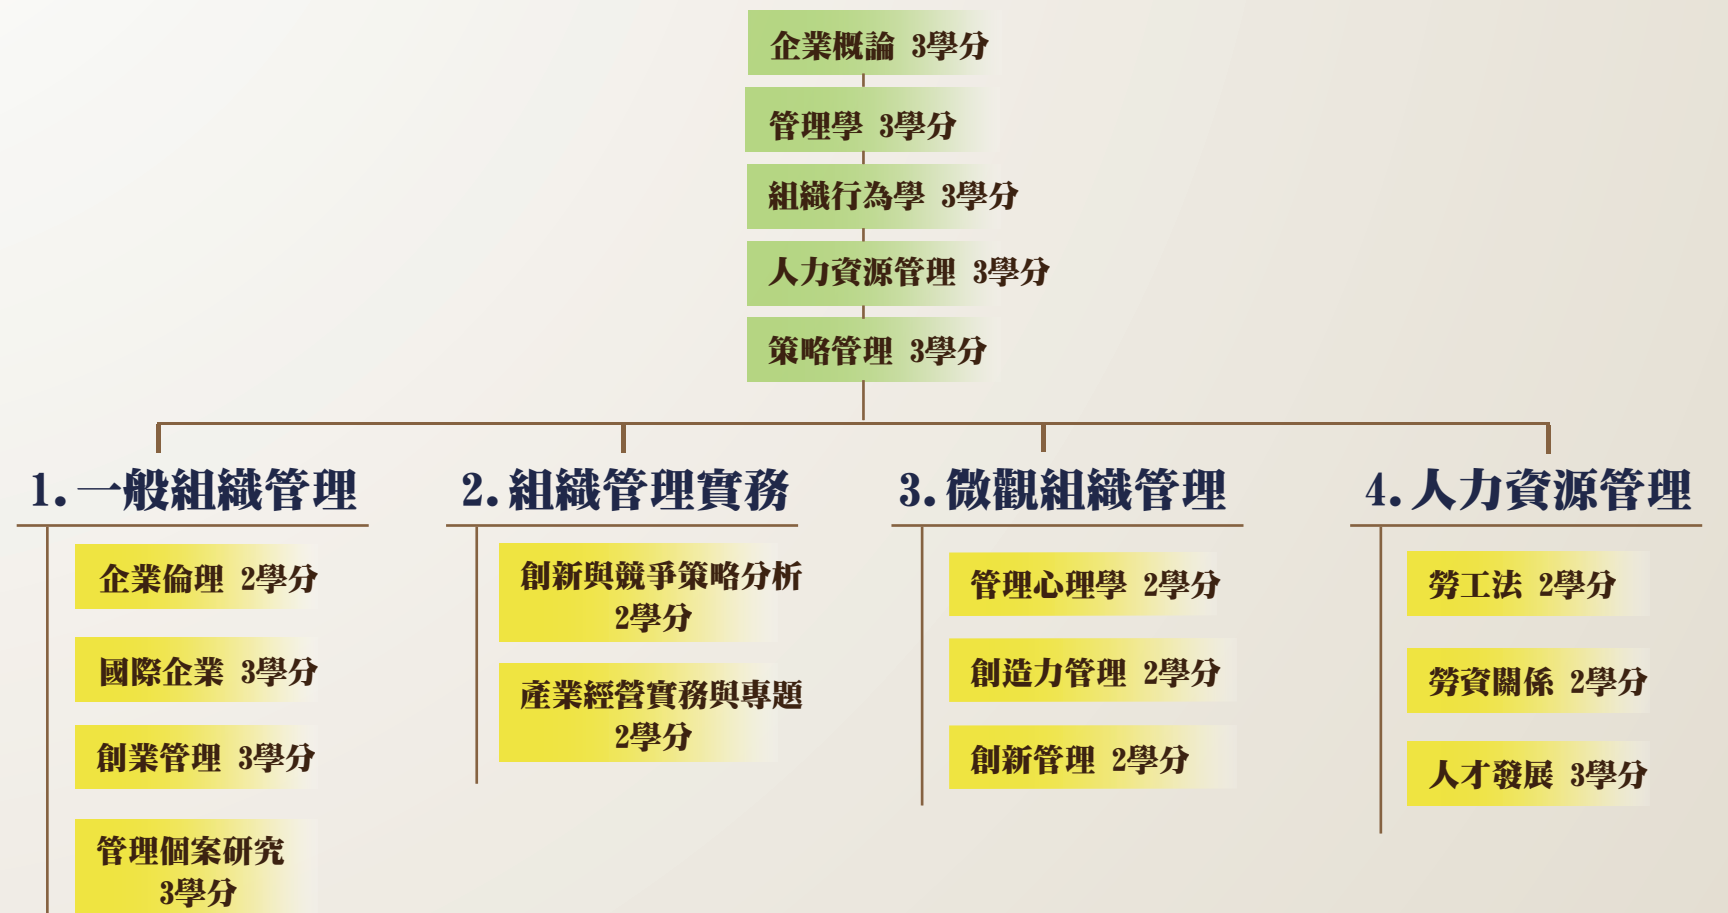 企業概論 3學分
管理學 3學分
組織行為學 3學分
人力資源管理 3學分
策略管理 3學分
1.一般組織管理
企業倫理 2學分
國際企業 3學分
創業管理 3學分
管理個案研究
3學分
2.組織管理實務
創新與競爭策略分析
2學分
產業經營實務與專題
2學分
3.微觀組織管理
管理心理學 2學分
創造力管理 2學分
創新管理 2學分
4.人力資源管理
勞工法 2學分
勞資關係 2學分
人才發展 3學分